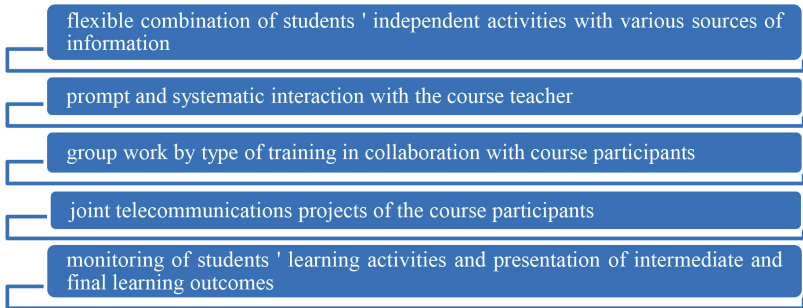 flexible combination of students ' independent activities with various sources of
information
prompt and systematic interaction with the course teacher
group work by type of training in collaboration with course participants
joint telecommunications projects of the course participants
monitoring of students ' learning activities and presentation of intermediate and
final learning outcomes